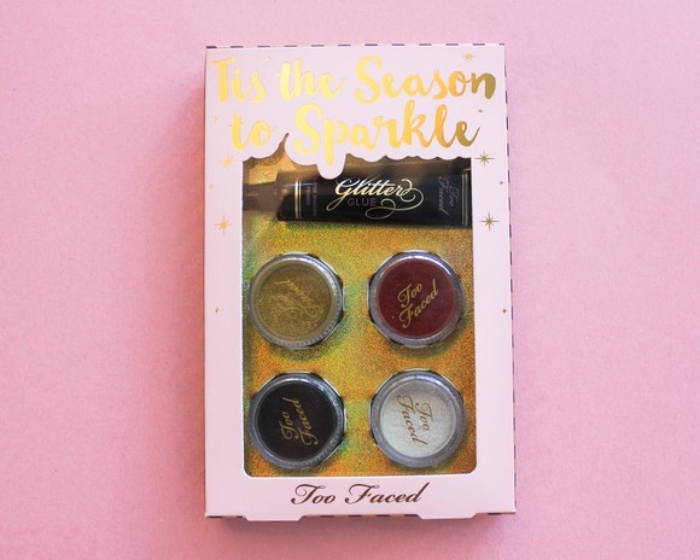 Tis the Season
to Sparkle
Glitter
GLUE
Too Faced
Too
Faced
Too
Faced
Too
Faced
Too Faced